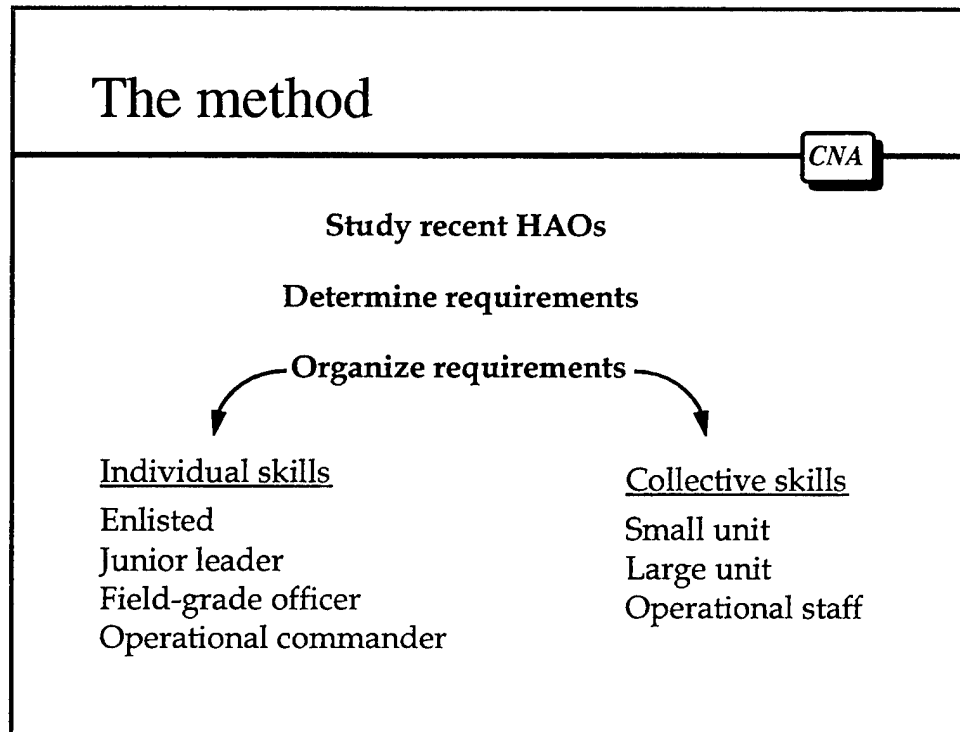 The method
CNA
Study recent HAOs
Determine requirements
Organize requirements
Individual skills
Enlisted
Junior leader
Field-grade officer
Operational commander
Collective skills
Small unit
Large unit
Operational staff